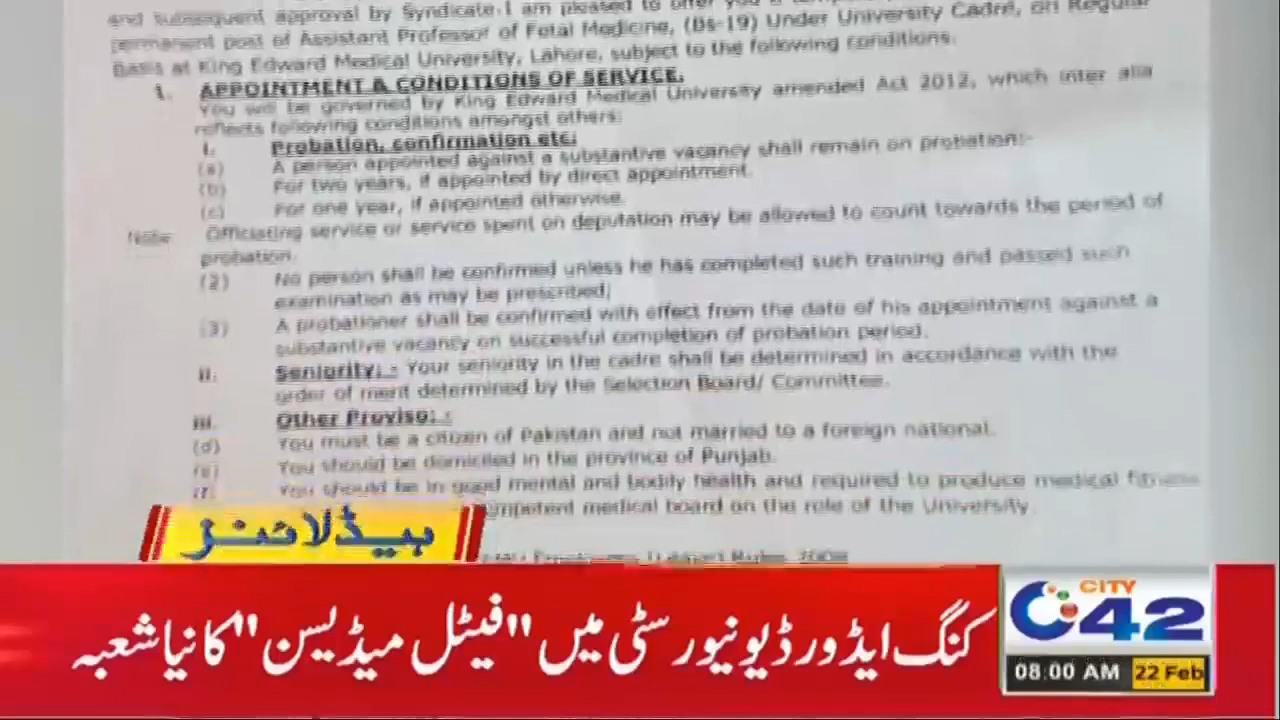 and subsequent approval by Syndicate I am pleased to offer you a
permanent post of Assistant Professor of Fetal Medicine, (Bs-19) Under University Cadre, on Regular
Basis at King Edward Medical University, Lahore, subject to the following conditions.
1. APPOINTMENT & CONDITIONS OF SERVICE.
You will be governed by King Edward Medical University amended Act 2012, which inter alia
reflects following conditions amongst others:
i. Probation, confirmation etc:
(a) A person appointed against a substantive vacancy shall remain on probation:-
(b) For two years, if appointed by direct appointment.
(c) For one year, if appointed otherwise.
Note Officiating service or service spent on deputation may be allowed to count towards the period of
probation.
(2) No person shall be confirmed unless he has completed such training and passed such
examination as may be prescribed;
(3) A probationer shall be confirmed with effect from the date of his appointment against a
substantive vacancy on successful completion of probation period.
ii. Seniority: - Your seniority in the cadre shall be determined in accordance with the
order of merit determined by the Selection Board/ Committee.
iii. Other Proviso: -
(d) You must be a citizen of Pakistan and not married to a foreign national.
(e) You should be domiciled in the province of Punjab.
(f) You should be in good mental and bodily health and required to produce medical fitness
medical board on the role of the University.
Rules 2008
ہیڈلائنز
کنگ ایڈورڈ یونیورسٹی میں "فیٹل میڈیسن" کا نیا شعبہ
CITY
42
08:00 AM 22 Feb